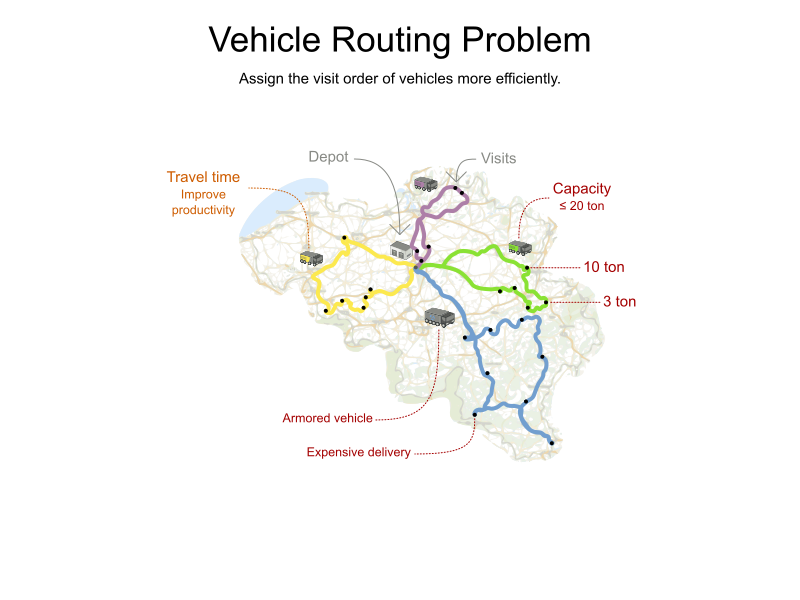 Vehicle Routing Problem
Assign the visit order of vehicles more efficiently.
Depot
Visits
Travel time
Improve
productivity
Capacity
≤ 20 ton
10 ton
3 ton
Armored vehicle
Expensive delivery